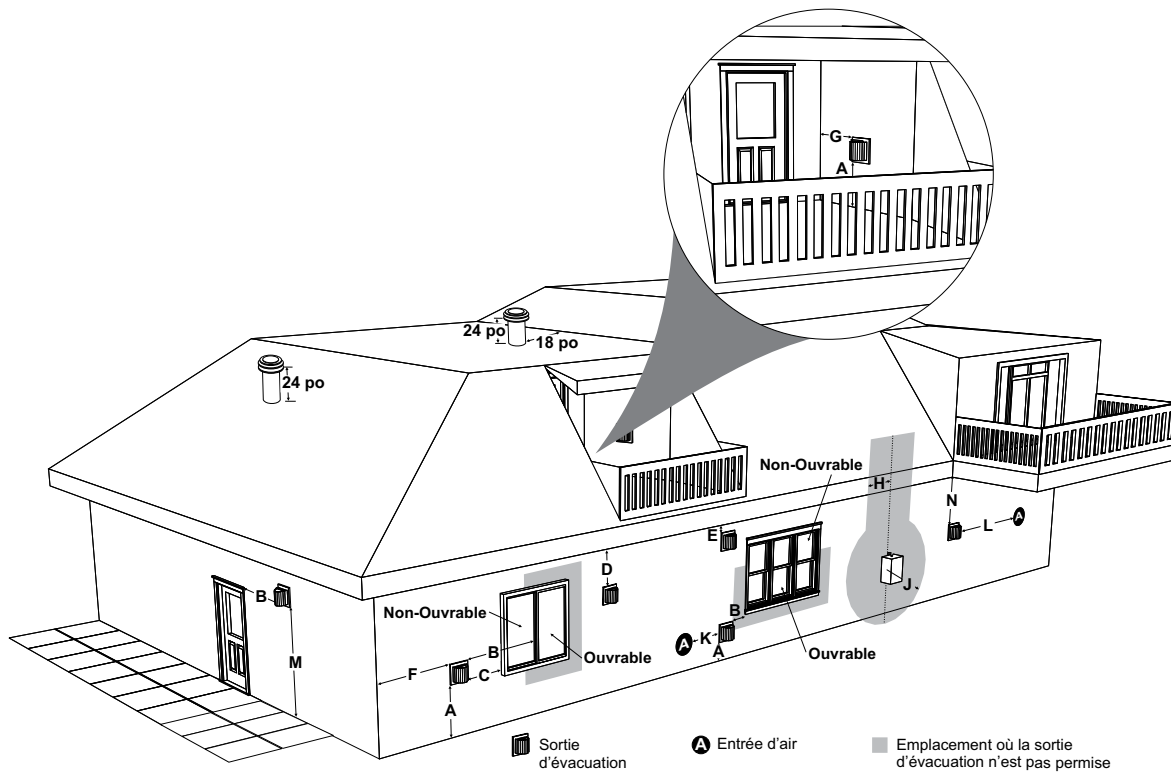 G
A
24 po
18 po
24 po
Non-Ouvrable
H
N
L
A
E
D
J
B
B
Non-Ouvrable
B
K
A
A
Ouvrable
M
F
B
C
Ouvrable
A
Sortie
d'évacuation
A
Entrée d'air
Emplacement où la sortie
d'évacuation n'est pas permise